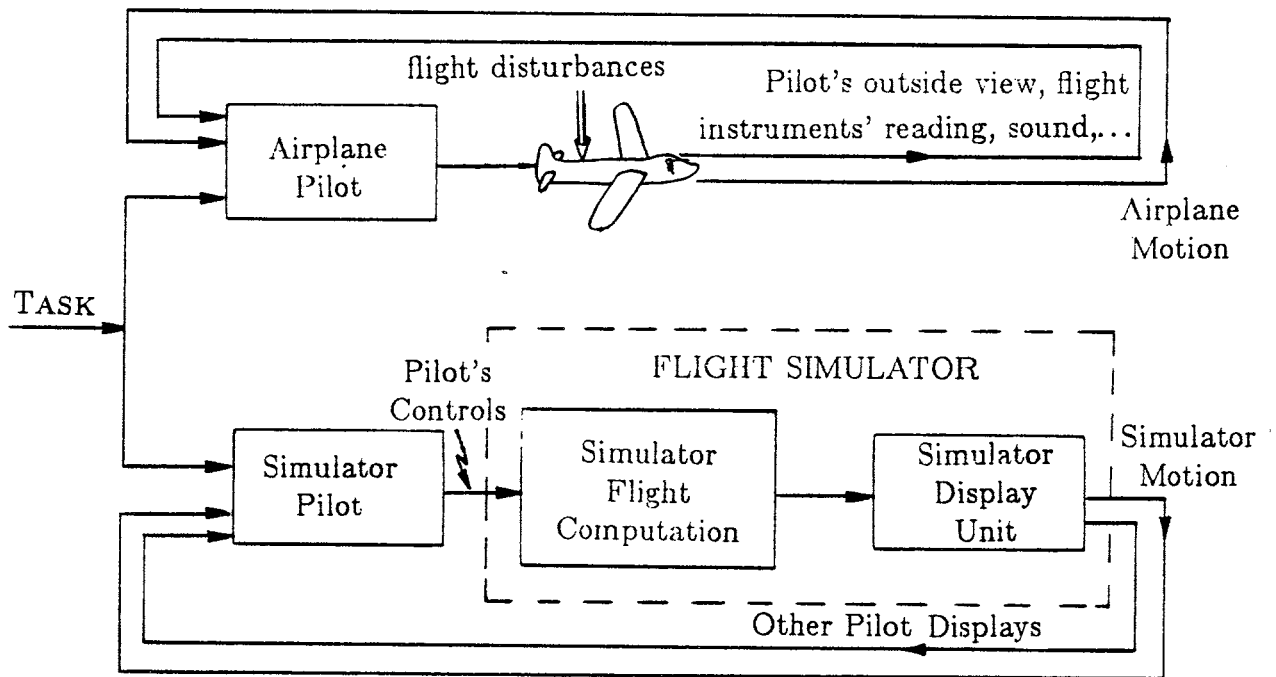 flight disturbances
Pilot's outside view, flight
instruments' reading, sound,...
Airplane
Pilot
Airplane
Motion
TASK
FLIGHT SIMULATOR
Pilot's
Controls
Simulator
Pilot
Simulator
Flight
Computation
Simulator
Display
Unit
Simulator
Motion
Other Pilot Displays